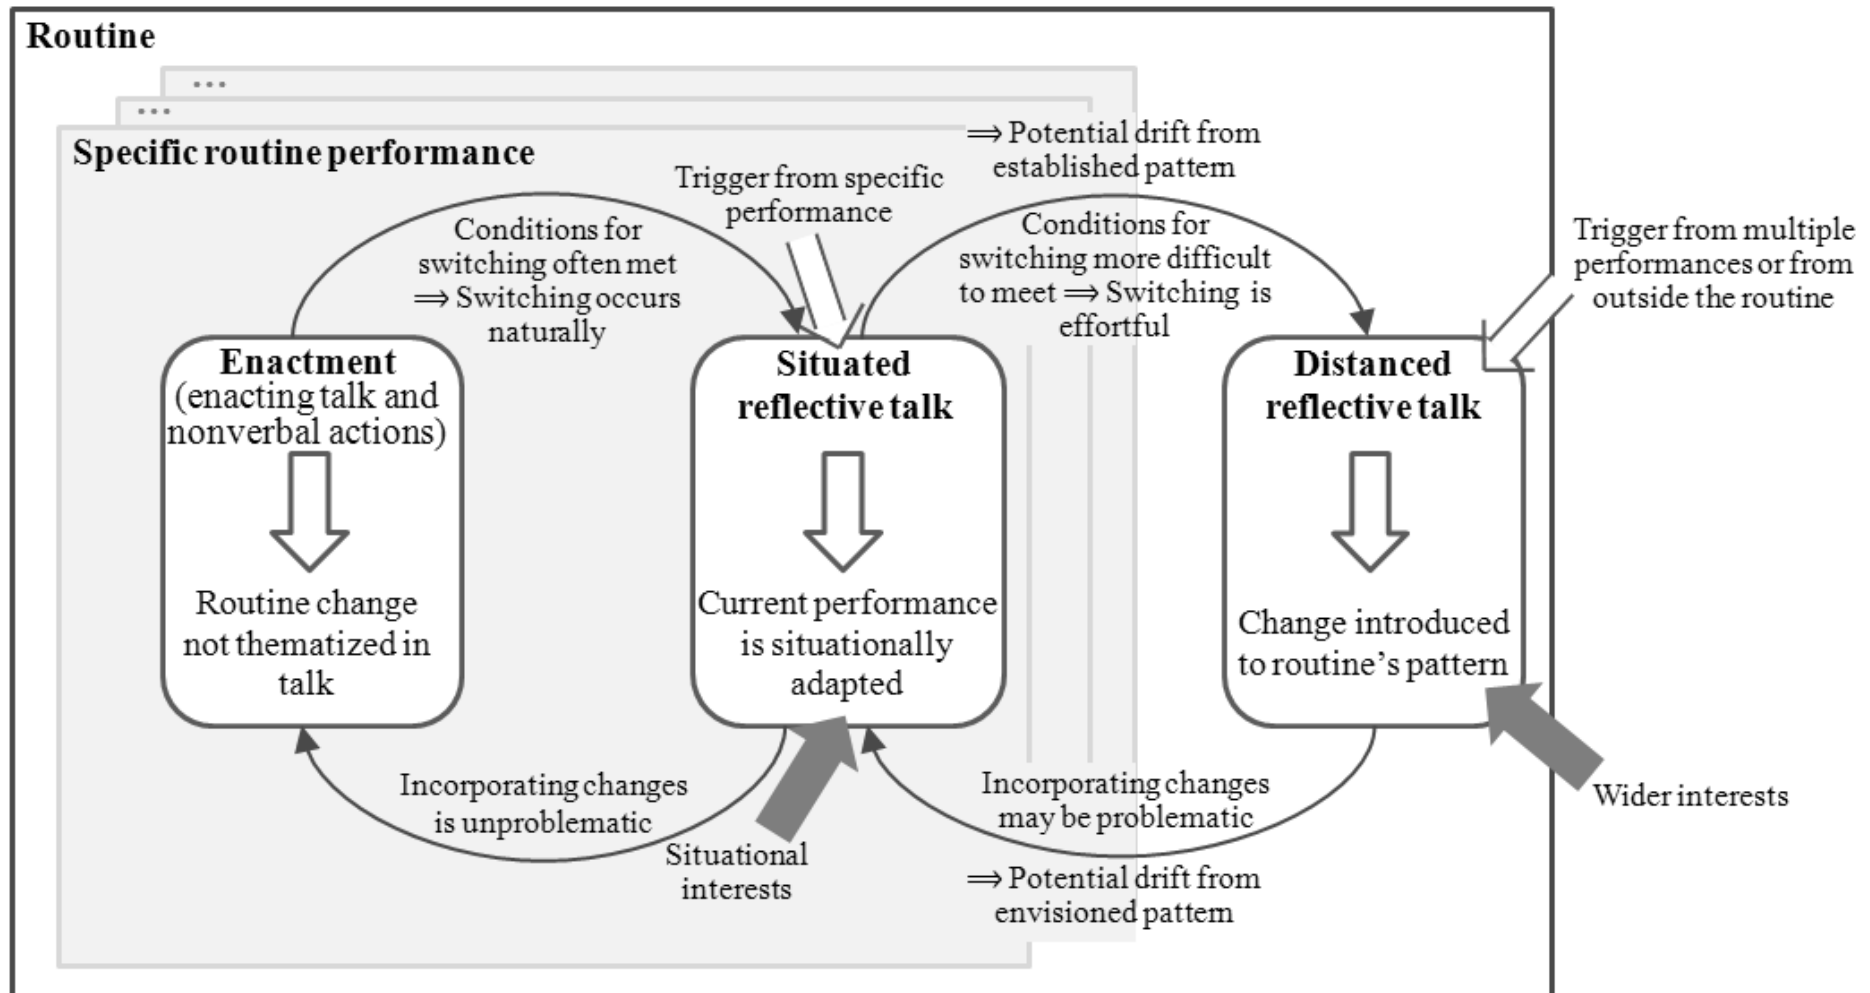 Routine
...
...
Specific routine performance
⟹ Potential drift from
established pattern
Trigger from specific
performance
Conditions for
switching often met
⟹ Switching occurs
naturally
Conditions for
switching more difficult
to meet ⟹ Switching is
effortful
Trigger from multiple
performances or from
outside the routine
Enactment
(enacting talk and
nonverbal actions)
Routine change
not thematized in
talk
Situated
reflective talk
Current performance
is situationally
adapted
Distanced
reflective talk
Change introduced
to routine’s pattern
Incorporating changes
is unproblematic
Situational
interests
Incorporating changes
may be problematic
⟹ Potential drift from
envisioned pattern
Wider interests